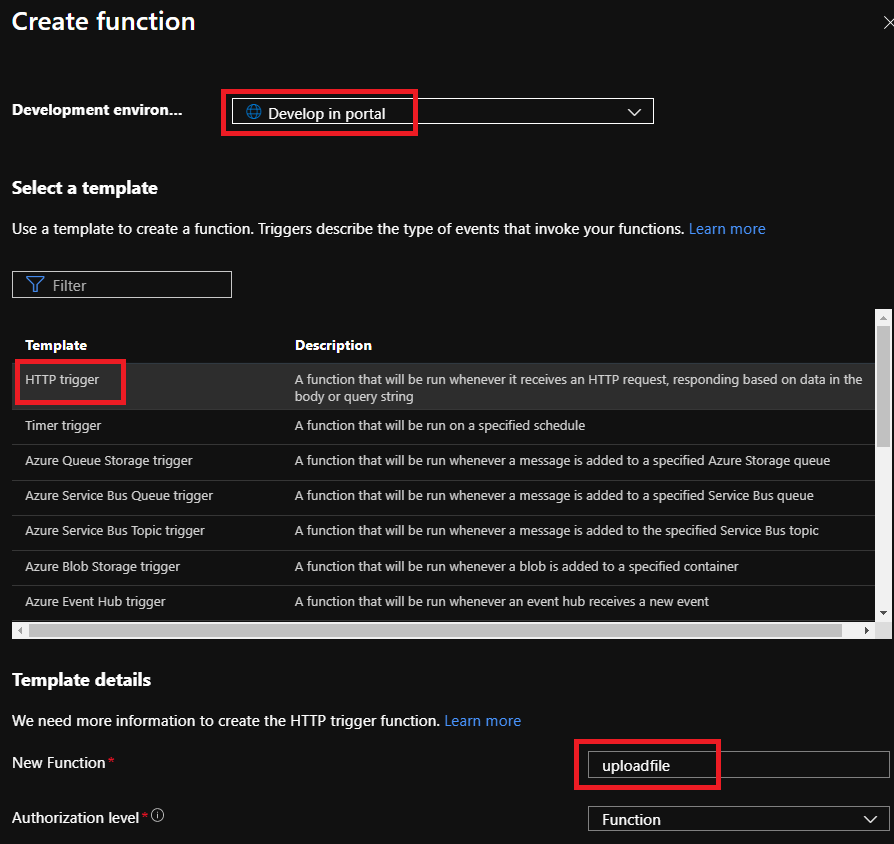 Create function
Development environ...
Develop in portal
Select a template
Use a template to create a function. Triggers describe the type of events that invoke your functions. Learn more
Filter
Template Description
HTTP trigger A function that will be run whenever it receives an HTTP request, responding based on data in the
body or query string
Timer trigger A function that will be run on a specified schedule
Azure Queue Storage trigger A function that will be run whenever a message is added to a specified Azure Storage queue
Azure Service Bus Queue trigger A function that will be run whenever a message is added to a specified Service Bus queue
Azure Service Bus Topic trigger A function that will be run whenever a message is added to the specified Service Bus topic
Azure Blob Storage trigger A function that will be run whenever a blob is added to a specified container
Azure Event Hub trigger A function that will be run whenever an event hub receives a new event
Template details
We need more information to create the HTTP trigger function. Learn more
New Function*
uploadfile
Authorization level*
Function